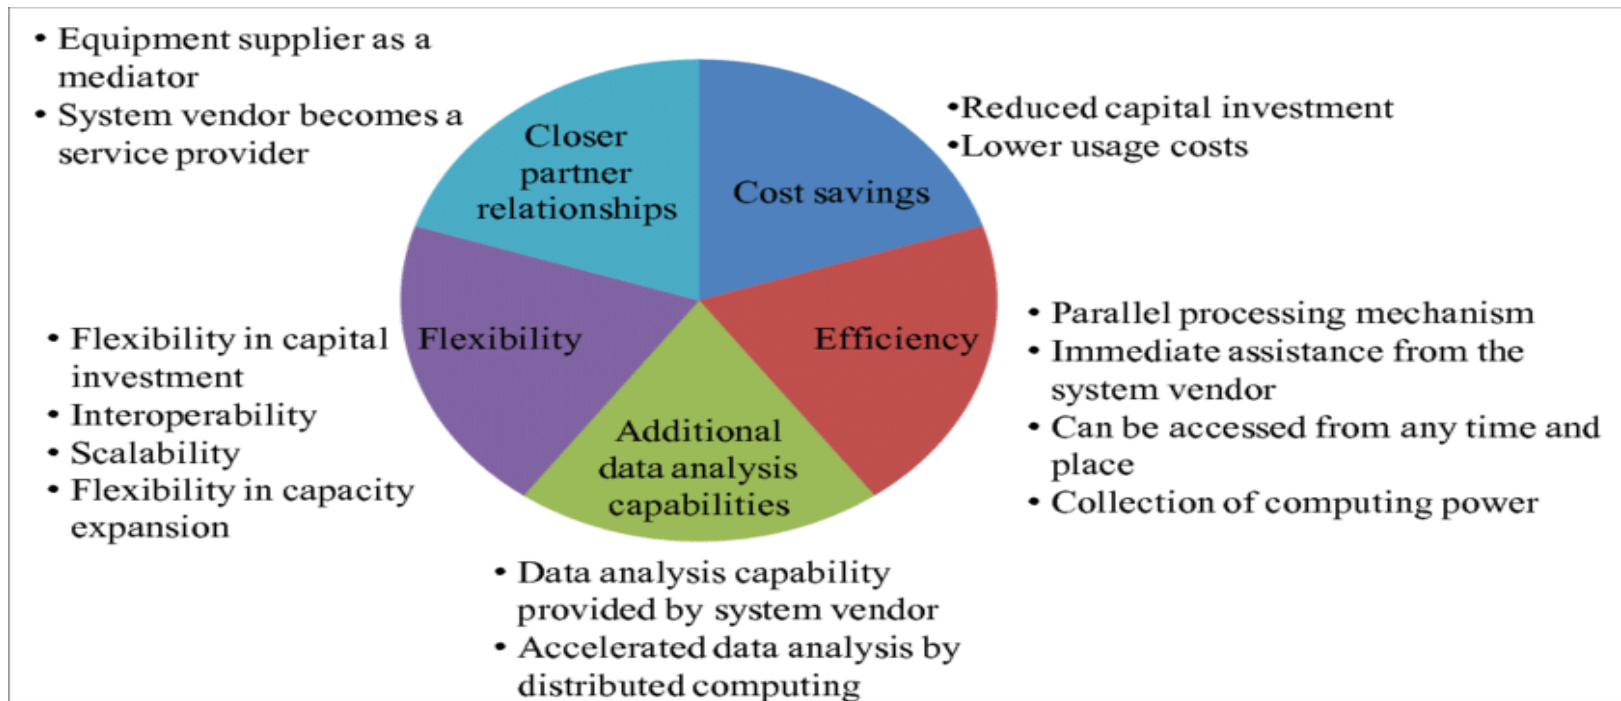 • Equipment supplier as a
mediator
• System vendor becomes a
service provider
Closer
partner
relationships
Cost savings
•Reduced capital investment
•Lower usage costs
• Flexibility in capital
investment
• Interoperability
• Scalability
• Flexibility in capacity
expansion
Flexibility
Efficiency
• Parallel processing mechanism
• Immediate assistance from the
system vendor
• Can be accessed from any time and
place
• Collection of computing power
Additional
data analysis
capabilities
• Data analysis capability
provided by system vendor
• Accelerated data analysis by
distributed computing